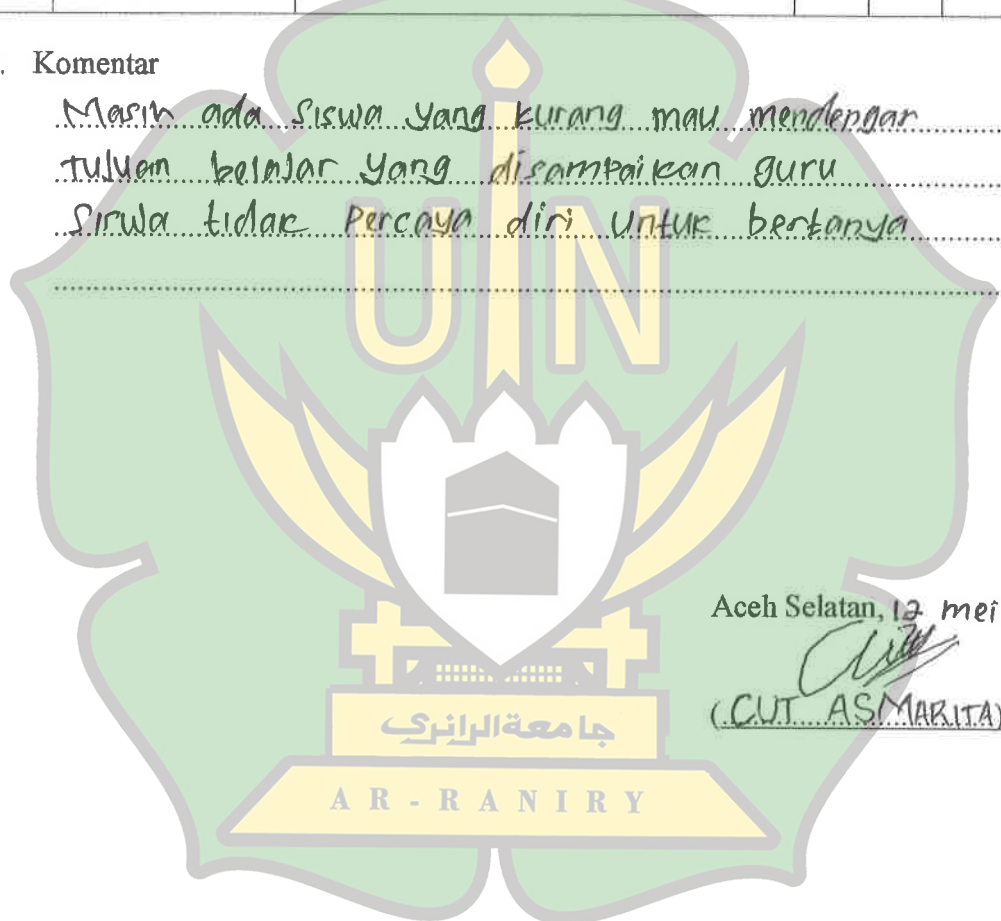 . Komentar
Masih ada siswa yang kurang mau mendengar
tujuan belajar yang disampaikan guru
Siswa tidak percaya diri untuk bertanya
UIN
Aceh Selatan, 12 mei
(CUT ASMARITA)
جامعة الرانري
AR-RANIRY